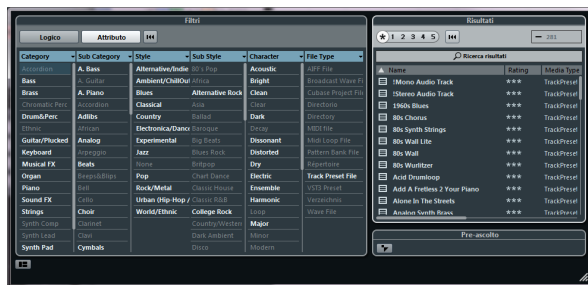 Filtri
Logico Attributo
Category Sub Category Style Sub Style Character File Type
Accordion A. Bass Alternative/Indie 80's Pop Acoustic AIFF File
Bass A. Guitar Ambient/ChillOut Africa Bright Broadcast Wave Fi
Brass A. Piano Blues Alternative Rock Clean Cubase Project File
Chromatic Perc Accordion Classical Asia Clear Directorio
Drum&Perc Adlibs Country Ballad Dark Directory
Ethnic African Electronica/Dance Baroque Decay MIDI file
Guitar/Plucked Analog Experimental Big Beats Dissonant Midi Loop File
Keyboard Arpeggio Jazz Blues Rock Distorted Pattern Bank File
Musical FX Beats None Britpop Dry Répertoire
Organ Beeps&Blips Pop Chart Dance Electric Track Preset File
Piano Bell Rock/Metal Classic House Ensemble VST3 Preset
Sound FX Cello Urban (Hip-Hop / Classic R&B Harmonic Verzeichnis
Strings Choir World/Ethnic College Rock Loop Wave File
Synth Comp Clarinet Country/Western Major
Synth Lead Clavi Dark Ambient Minor
Synth Pad Cymbals Disco Modern
Risultati
1 2 3 4 5 281
Ricerca risultati
Name Rating Media Type
!Mono Audio Track *** TrackPreset
!Stereo Audio Track *** TrackPreset
1960s Blues *** TrackPreset
80s Chorus *** TrackPreset
80s Synth Strings *** TrackPreset
80s Wall Lite *** TrackPreset
80s Wall *** TrackPreset
80s Wurlitzer *** TrackPreset
Acid Drumloop *** TrackPreset
Add A Fretless 2 Your Piano *** TrackPreset
Alone In The Streets *** TrackPreset
Analog Synth Brass *** TrackPreset
Pre-ascolto